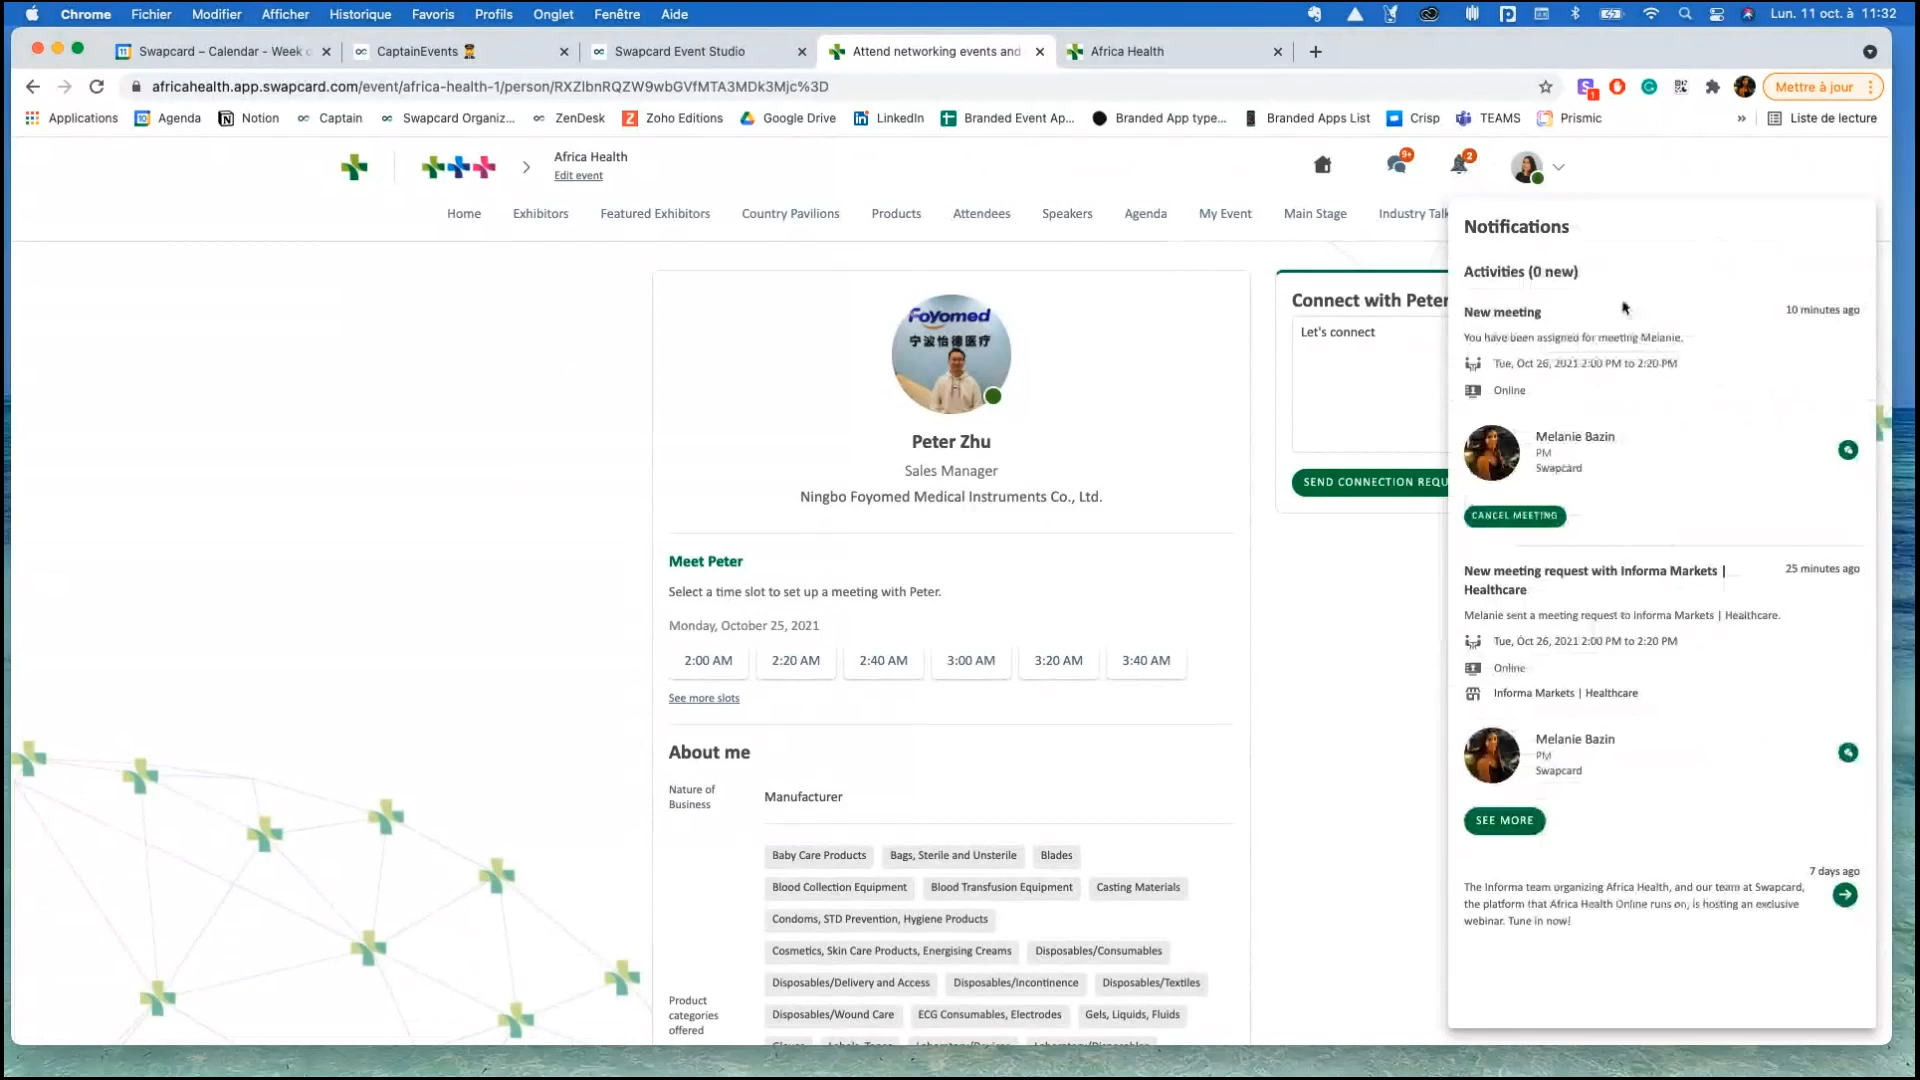 Chrome Fichier Modifier Afficher Historique Favoris Profils Onglet Fenêtre Aide Lun. 11 oct. à 11:32
Swapcard – Calendar - Week o CaptainEvents Swapcard Event Studio Attend networking events and Africa Health
africahealth.app.swapcard.com/event/africa-health-1/person/RXZlbnRQZW9wbGVfMTA3MDk3Mjc%3D Mettre à jour
Applications Agenda Notion Captain Swapcard Organiz... ZenDesk Zoho Editions Google Drive LinkedIn Branded Event Ap... Branded App type... Branded Apps List Crisp TEAMS Prismic » Liste de lecture
Africa Health
Edit event
9+
2
Home Exhibitors Featured Exhibitors Country Pavilions Products Attendees Speakers Agenda My Event Main Stage Industry Talk
Foyomed
宁波怡德医疗
Peter Zhu
Sales Manager
Ningbo Foyomed Medical Instruments Co., Ltd.
Meet Peter
Select a time slot to set up a meeting with Peter.
Monday, October 25, 2021
2:00 AM 2:20 AM 2:40 AM 3:00 AM 3:20 AM 3:40 AM
See more slots
About me
Nature of
Business
Manufacturer
Product
categories
offered
Baby Care Products Bags, Sterile and Unsterile Blades
Blood Collection Equipment Blood Transfusion Equipment Casting Materials
Condoms, STD Prevention, Hygiene Products
Cosmetics, Skin Care Products, Energising Creams Disposables/Consumables
Disposables/Delivery and Access Disposables/Incontinence Disposables/Textiles
Disposables/Wound Care ECG Consumables, Electrodes Gels, Liquids, Fluids
Connect with Peter
Let's connect
SEND CONNECTION REQU
Notifications
Activities (0 new)
New meeting 10 minutes ago
You have been assigned for meeting Melanie.
Tue, Oct 26, 2021 2:00 PM to 2:20 PM
Online
Melanie Bazin
PM
Swapcard
CANCEL MEETING
New meeting request with Informa Markets | 25 minutes ago
Healthcare
Melanie sent a meeting request to Informa Markets | Healthcare.
Tue, Oct 26, 2021 2:00 PM to 2:20 PM
Online
Informa Markets | Healthcare
Melanie Bazin
PM
Swapcard
SEE MORE
7 days ago
The Informa team organizing Africa Health, and our team at Swapcard,
the platform that Africa Health Online runs on, is hosting an exclusive
webinar. Tune in now!